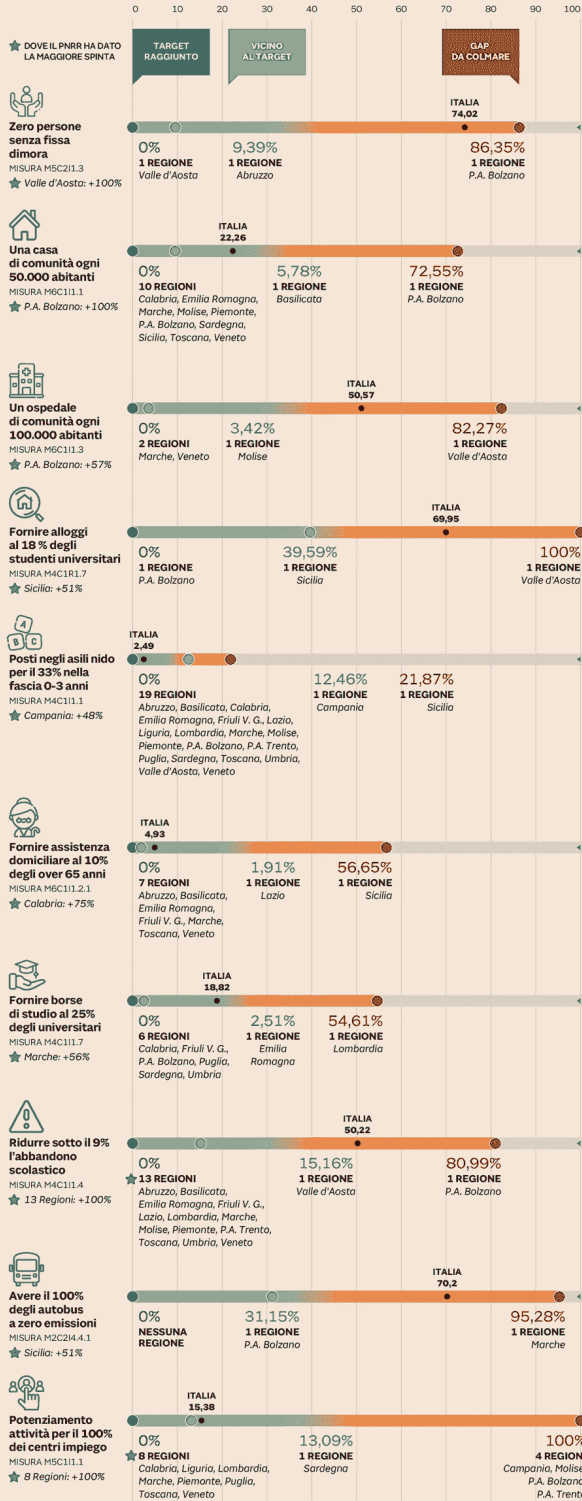 0 10 20 30 40 50 60 70 80 90 100
DOVE IL PNRR HA DATO
LA MAGGIORE SPINTA
TARGET
RAGGIUNTO
VICINO
AL TARGET
GAP
DA COLMARE
ITALIA
74,02
Zero persone
senza fissa
dimora
MISURA M5C2I1.3
Valle d'Aosta: +100%
0%
1 REGIONE
Valle d'Aosta
9,39%
1 REGIONE
Abruzzo
86,35%
1 REGIONE
P.A. Bolzano
ITALIA
22,26
Una casa
di comunità ogni
50.000 abitanti
MISURA M6C1I1.1
P.A. Bolzano: +100%
0%
10 REGIONI
Calabria, Emilia Romagna,
Marche, Molise, Piemonte,
P.A. Bolzano, Sardegna,
Sicilia, Toscana, Veneto
5,78%
1 REGIONE
Basilicata
72,55%
1 REGIONE
P.A. Bolzano
ITALIA
50,57
Un ospedale
di comunità ogni
100.000 abitanti
MISURA M6C1I1.3
P.A. Bolzano: +57%
0%
2 REGIONI
Marche, Veneto
3,42%
1 REGIONE
Molise
82,27%
1 REGIONE
Valle d'Aosta
ITALIA
69,95
Fornire alloggi
al 18 % degli
studenti universitari
MISURA M4C1R1.7
Sicilia: +51%
0%
1 REGIONE
P.A. Bolzano
39,59%
1 REGIONE
Sicilia
100%
1 REGIONE
Valle d'Aosta
A
B C
ITALIA
2,49
Posti negli asili nido
per il 33% nella
fascia 0-3 anni
MISURA M4C1I1.1
Campania: +48%
0%
19 REGIONI
Abruzzo, Basilicata, Calabria,
Emilia Romagna, Friuli V. G., Lazio,
Liguria, Lombardia, Marche, Molise,
Piemonte, P.A. Bolzano, P.A. Trento,
Puglia, Sardegna, Toscana, Umbria,
Valle d'Aosta, Veneto
12,46%
1 REGIONE
Campania
21,87%
1 REGIONE
Sicilia
ITALIA
4,93
Fornire assistenza
domiciliare al 10%
degli over 65 anni
MISURA M6C1I1.2.1
Calabria: +75%
0%
7 REGIONI
Abruzzo, Basilicata,
Emilia Romagna,
Friuli V. G., Marche,
Toscana, Veneto
1,91%
1 REGIONE
Lazio
56,65%
1 REGIONE
Sicilia
ITALIA
18,82
Fornire borse
di studio al 25%
degli universitari
MISURA M4C1I1.7
Marche: +56%
0%
6 REGIONI
Calabria, Friuli V. G.,
P.A. Bolzano, Puglia,
Sardegna, Umbria
2,51%
1 REGIONE
Emilia
Romagna
54,61%
1 REGIONE
Lombardia
ITALIA
50,22
Ridurre sotto il 9%
l'abbandono
scolastico
MISURA M4C1I1.4
13 Regioni: +100%
0%
13 REGIONI
Abruzzo, Basilicata,
Emilia Romagna, Friuli V. G.,
Lazio, Lombardia, Marche,
Molise, Piemonte, P.A. Trento,
Toscana, Umbria, Veneto
15,16%
1 REGIONE
Valle d'Aosta
80,99%
1 REGIONE
P.A. Bolzano
ITALIA
70,2
Avere il 100%
degli autobus
a zero emissioni
MISURA M2C2I4.4.1
Sicilia: +51%
0%
NESSUNA
REGIONE
31,15%
1 REGIONE
P.A. Bolzano
95,28%
1 REGIONE
Marche
ITALIA
15,38
Potenziamento
attività per il 100%
dei centri impiego
MISURA M5C1I1.1
8 Regioni: +100%
0%
8 REGIONI
Calabria, Liguria, Lombardia,
Marche, Piemonte, Puglia,
Toscana, Veneto
13,09%
1 REGIONE
Sardegna
100%
4 REGION
Campania, Molise
P.A. Bolzano
P.A. Trento